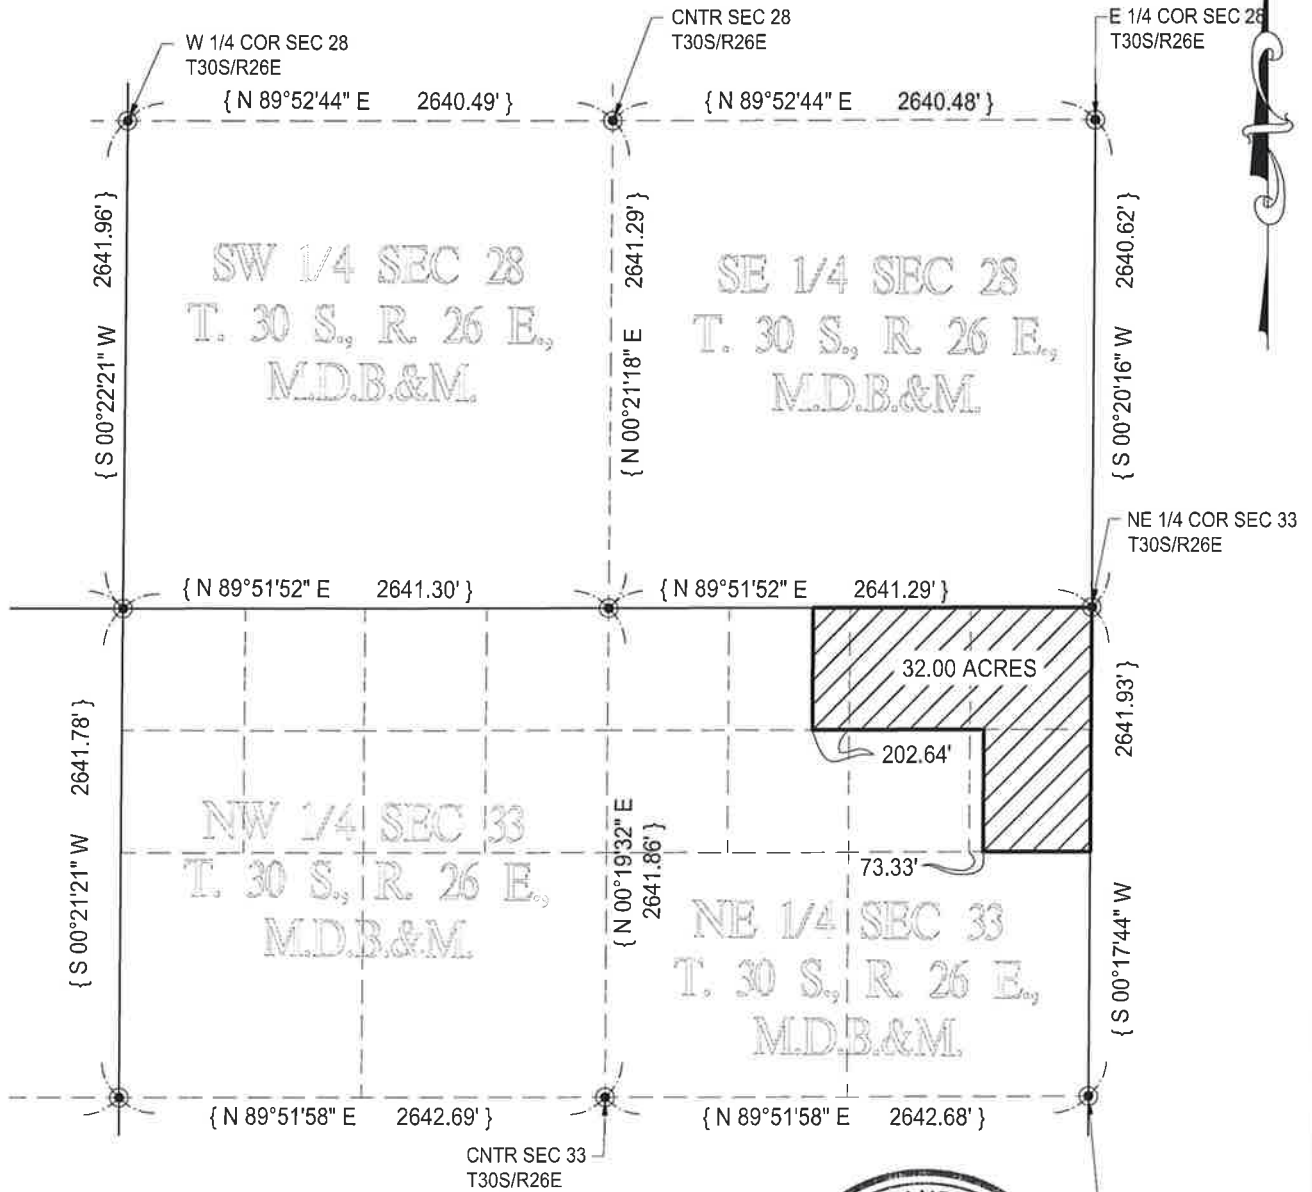 CNTR SEC 28
T30S/R26E
E 1/4 COR SEC 28
T30S/R26E
W 1/4 COR SEC 28
T30S/R26E
{ N 89°52'44" E 2640.49' }
{ N 89°52'44" E 2640.48' }
{ S 00°22'21" W 2641.96' }
SW 1/4 SEC 28
T. 30 S., R. 26 E.,
M.D.B.&M.
{ N 00°21'18" E 2641.29' }
SE 1/4 SEC 28
T. 30 S., R. 26 E.,
M.D.B.&M.
{ S 00°20'16" W 2640.62' }
NE 1/4 COR SEC 33
T30S/R26E
{ N 89°51'52" E 2641.30' }
{ N 89°51'52" E 2641.29' }
32.00 ACRES
202.64'
73.33'
{ S 00°21'21" W 2641.78' }
NW 1/4 SEC 33
T. 30 S., R. 26 E.,
M.D.B.&M.
{ N 00°19'32" E
2641.86' }
NE 1/4 SEC 33
T. 30 S., R. 26 E.,
M.D.B.&M.
{ S 00°17'44" W 2641.93' }
{ N 89°51'58" E 2642.69' }
{ N 89°51'58" E 2642.68' }
CNTR SEC 33
T30S/R26E